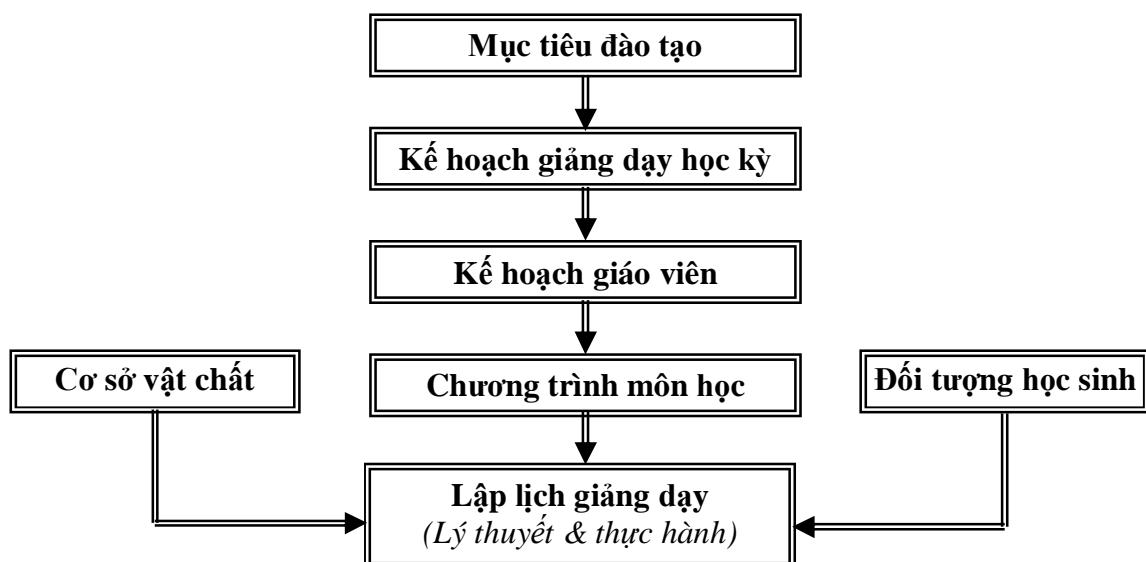 Mục tiêu đào tạo
Kế hoạch giảng dạy học kỳ
Kế hoạch giáo viên
Cơ sở vật chất
Chương trình môn học
Đối tượng học sinh
Lập lịch giảng dạy
(Lý thuyết & thực hành)